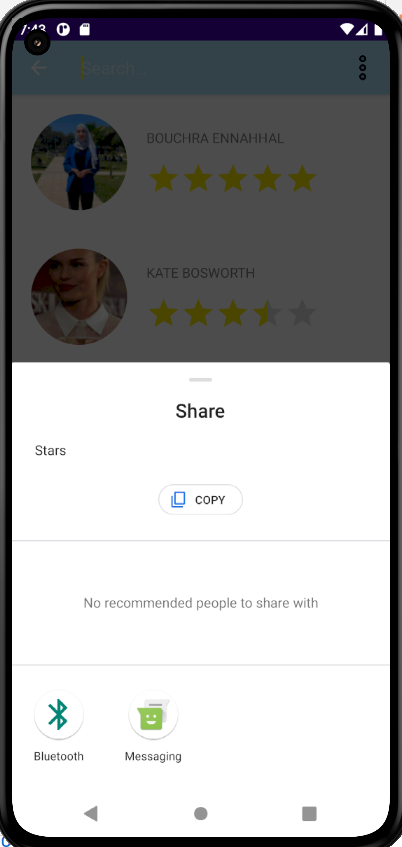 7:43
Search...
BOUCHRA ENNAHHAL
KATE BOSWORTH
Share
Stars
COPY
No recommended people to share with
Bluetooth
Messaging